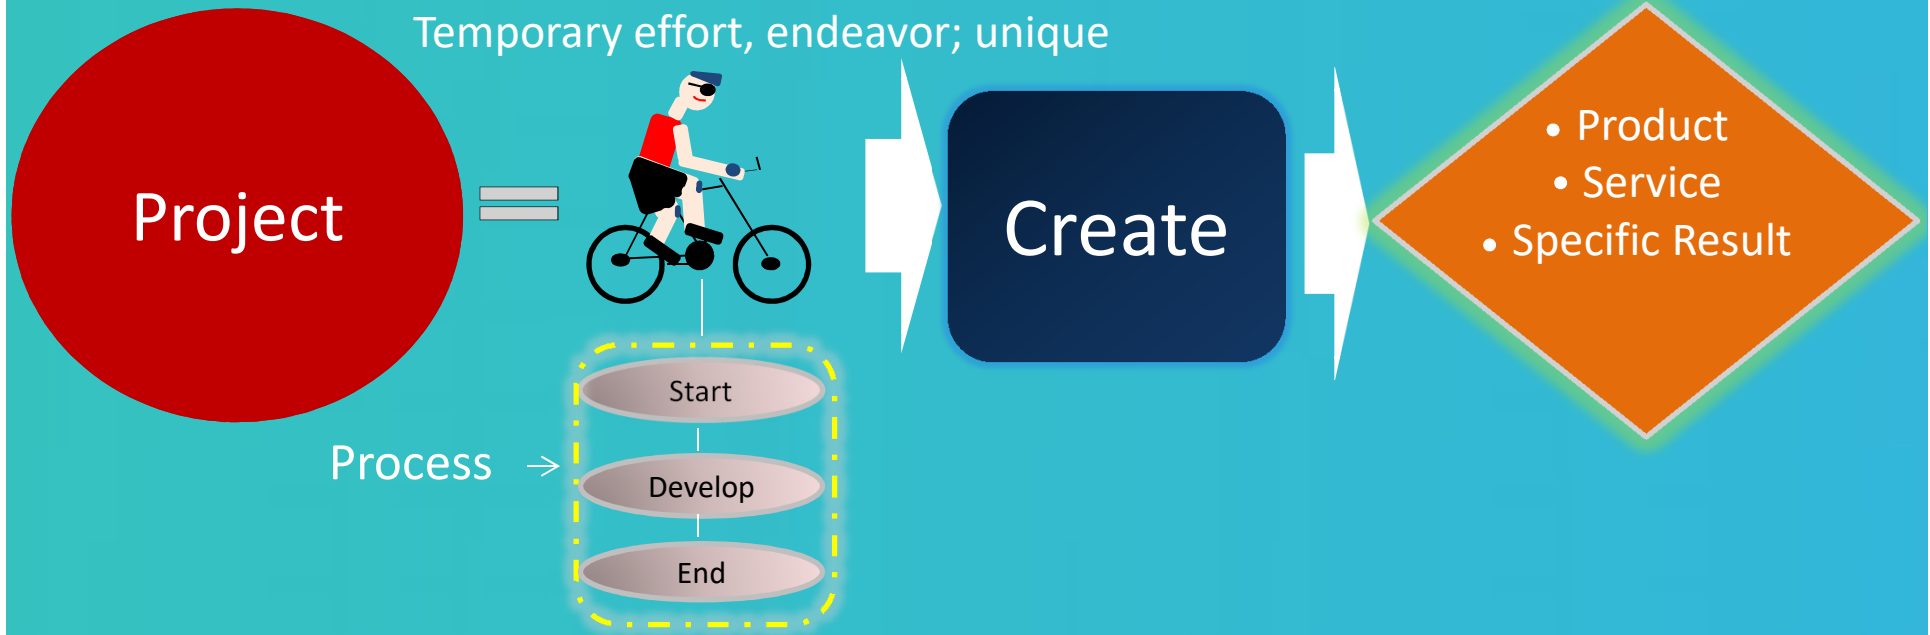 Temporary effort, endeavor; unique
Project
Create
• Product
• Service
• Specific Result
Process
Start
Develop
End